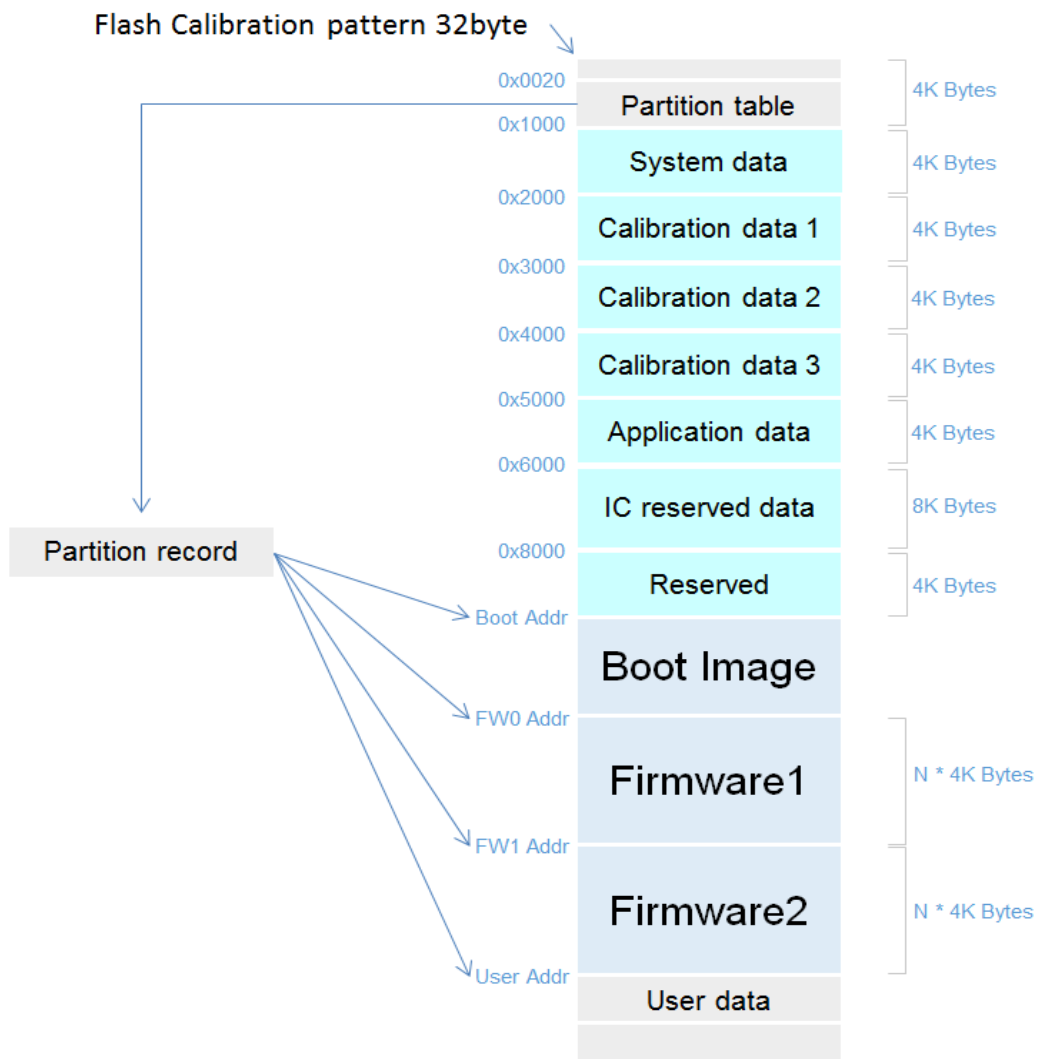 Flash Calibration pattern 32byte
0x0020
4K Bytes
Partition table
0x1000
System data
4K Bytes
0x2000
Calibration data 1
4K Bytes
0x3000
Calibration data 2
4K Bytes
0x4000
Calibration data 3
4K Bytes
0x5000
Application data
4K Bytes
0x6000
IC reserved data
8K Bytes
Partition record
0x8000
Reserved
4K Bytes
Boot Addr
Boot Image
FW0 Addr
Firmware1
N * 4K Bytes
FW1 Addr
Firmware2
N * 4K Bytes
User Addr
User data